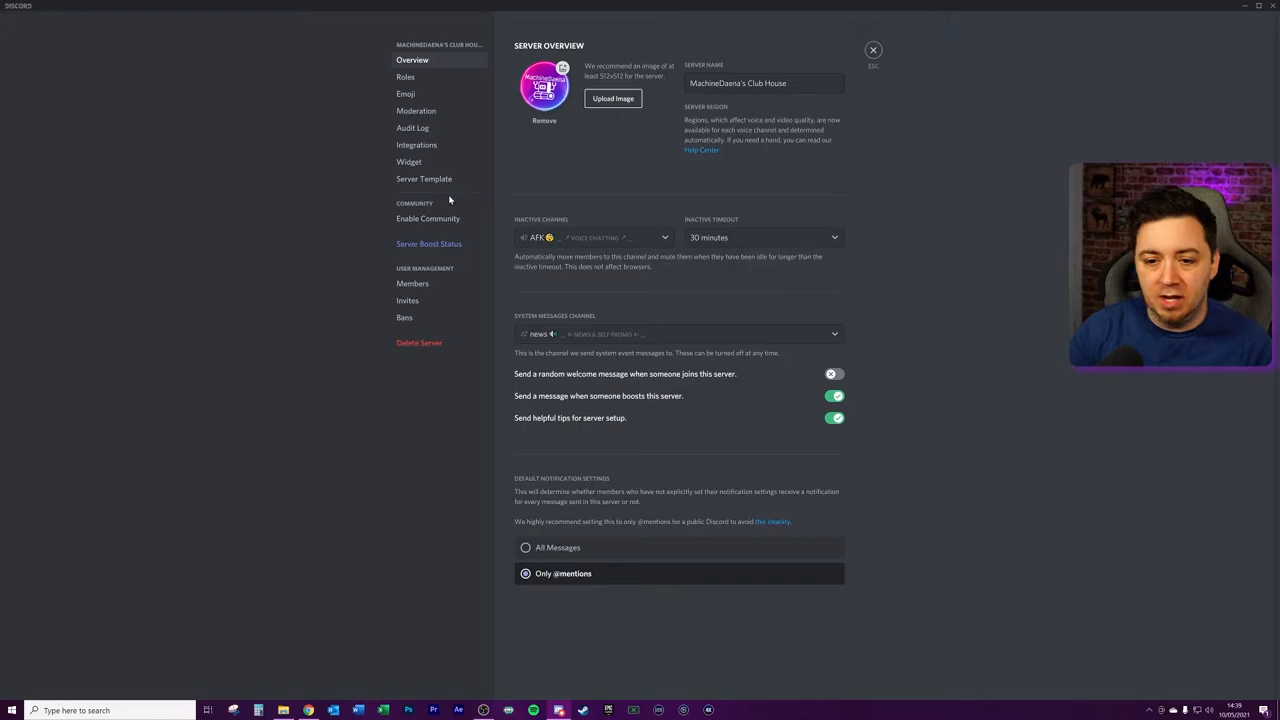 DISCORD
MACHINEDAENA'S CLUB HOU...
Overview
Roles
Emoji
Moderation
Audit Log
Integrations
Widget
Server Template
COMMUNITY
Enable Community
Server Boost Status
USER MANAGEMENT
Members
Invites
Bans
Delete Server
SERVER OVERVIEW
MachineDaena
We recommend an image of at
least 512x512 for the server.
Upload Image
Remove
SERVER NAME
MachineDaena's Club House
SERVER REGION
Regions, which affect voice and video quality, are now
available for each voice channel and determined
automatically. If you need a hand, you can read our
Help Center.
ESC
INACTIVE CHANNEL
AFK 😴 _ ↗ VOICE CHATTING ↗ _
INACTIVE TIMEOUT
30 minutes
Automatically move members to this channel and mute them when they have been idle for longer than the
inactive timeout. This does not affect browsers.
SYSTEM MESSAGES CHANNEL
news 🔊 NEWS & SELF PROMO
This is the channel we send system event messages to. These can be turned off at any time.
Send a random welcome message when someone joins this server.
Send a message when someone boosts this server.
Send helpful tips for server setup.
DEFAULT NOTIFICATION SETTINGS
This will determine whether members who have not explicitly set their notification settings receive a notification
for every message sent in this server or not.
We highly recommend setting this to only @mentions for a public Discord to avoid this insanity.
All Messages
Only @mentions
Type here to search
14:39
10/05/2021